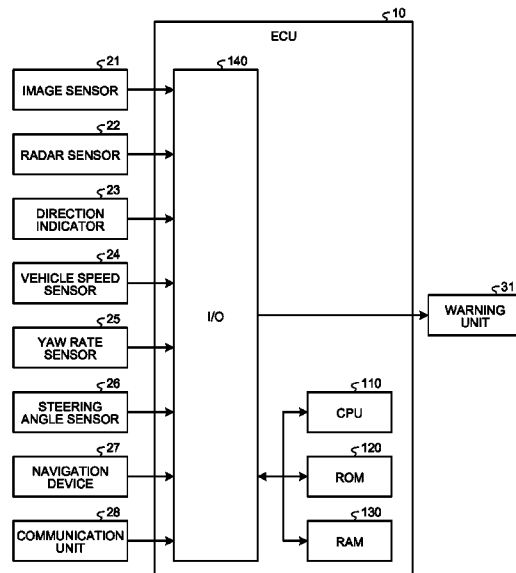 10
ECU
21
IMAGE SENSOR
140
22
RADAR SENSOR
23
DIRECTION
INDICATOR
24
VEHICLE SPEED
SENSOR
31
WARNING
UNIT
I/O
25
YAW RATE
SENSOR
26
STEERING
ANGLE SENSOR
110
CPU
27
NAVIGATION
DEVICE
120
ROM
28
COMMUNICATION
UNIT
130
RAM